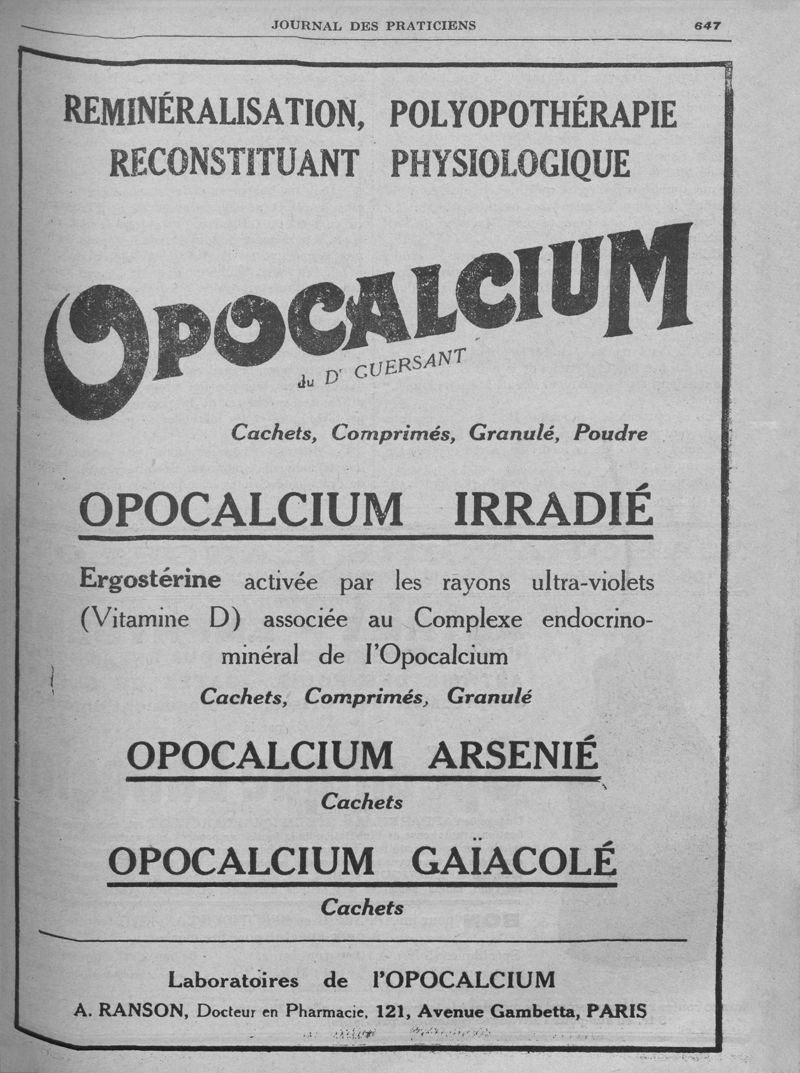 JOURNAL DES PRATICIENS 647
REMINÉRALISATION, POLYOPOTHÉRAPIE
RECONSTITUANT PHYSIOLOGIQUE
OPOCALCIUM
du Dr GUERSANT
Cachets, Comprimés, Granulé, Poudre
OPOCALCIUM IRRADIÉ
Ergostérine activée par les rayons ultra-violets
(Vitamine D) associée au Complexe endocrino-
minéral de l'Opocalcium
Cachets, Comprimés, Granulé
OPOCALCIUM ARSENIÉ
Cachets
OPOCALCIUM GAÏACOLÉ
Cachets
Laboratoires de l'OPOCALCIUM
A. RANSON, Docteur en Pharmacie, 121, Avenue Gambetta, PARIS